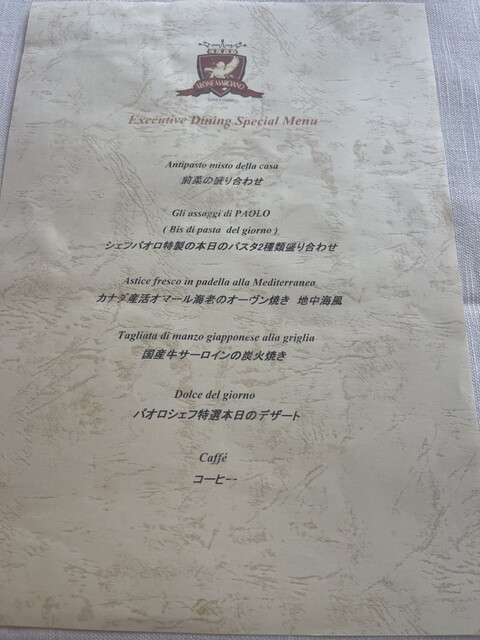 LEONE MARCIANO
Executive Dining Special Menu
Antipasto misto della casa
前菜の盛り合わせ
Gli assaggi di PAOLO
( Bis di pasta del giorno )
シェフパオロ特製の本日のパスタ2種類盛り合わせ
Astice fresco in padella alla Mediterranea
カナダ産活オマール海老のオーヴン焼き 地中海風
Tagliata di manzo giapponese alla griglia
国産牛サーロインの炭火焼き
Dolce del giorno
パオロシェフ特選本日のデザート
Caffé
コーヒー-